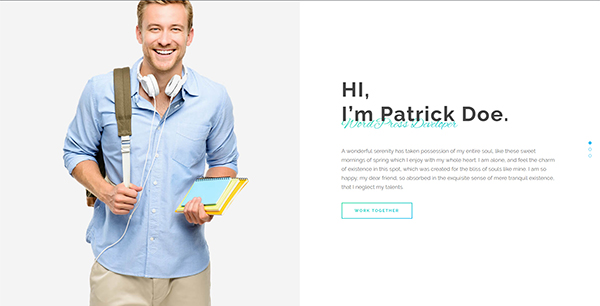 HI,
I'm Patrick Doe.
WordPress Developer
A wonderful serenity has taken possession of my entire soul, like these sweet
mornings of spring which I enjoy with my whole heart. I am alone, and feel the charm
of existence in this spot, which was created for the bliss of souls like mine. I am so
happy, my dear friend, so absorbed in the exquisite sense of mere tranquil existence,
that I neglect my talents.
WORK TOGETHER